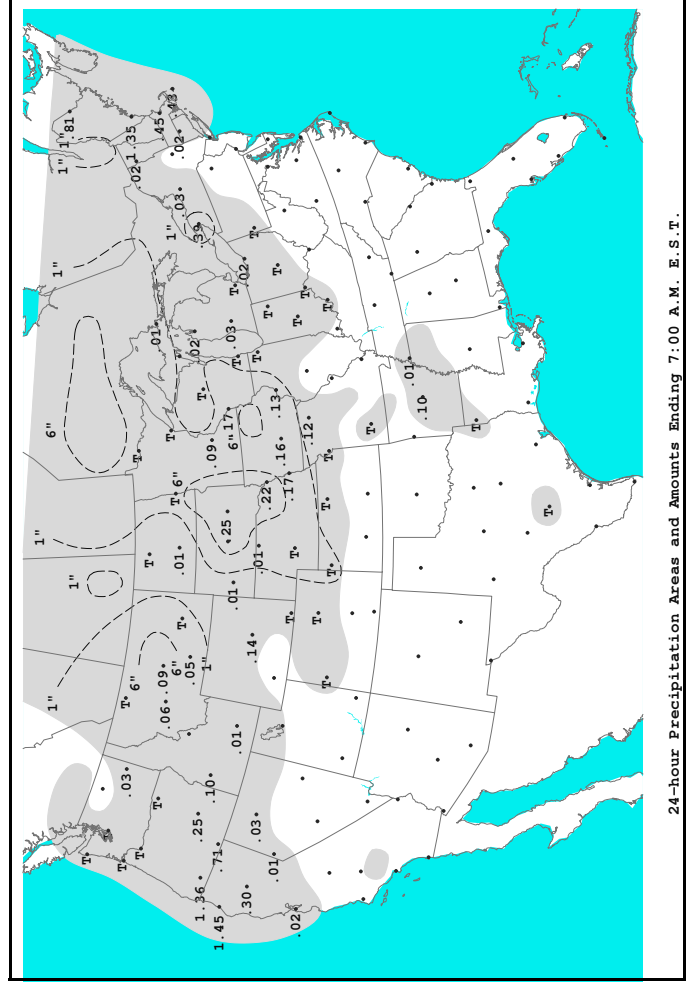 1"
6"
1"
1"
1"
1"
.81
1"
T
T
T
.03
1.35
6"
.02
T
T
T
.01
T
.45
.09
.06
T
1"
.43
6"
T
6"
.01
.03
.02
T
.05
.02
.39
1.36
.25
T
1"
.10
.09
1.45
.71
.25
.17
.03
6"
.01
T
T
.01
.02
.30
.14
.03
.01
T
T
.22
T
.01
.13
T
.16
.17
T
T
.02
T
T
.12
T
T
T
T
T
T
T
.01
.10
T
T
24-hour Precipitation Areas and Amounts Ending 7:00 A.M. E.S.T.